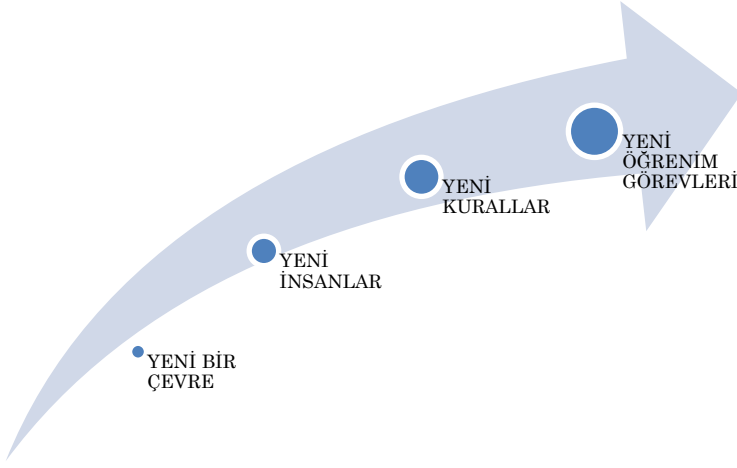 YENİ
ÖĞRENİM
GÖREVLERİ
YENİ
KURALLAR
YENİ
İNSANLAR
YENİ BİR
ÇEVRE